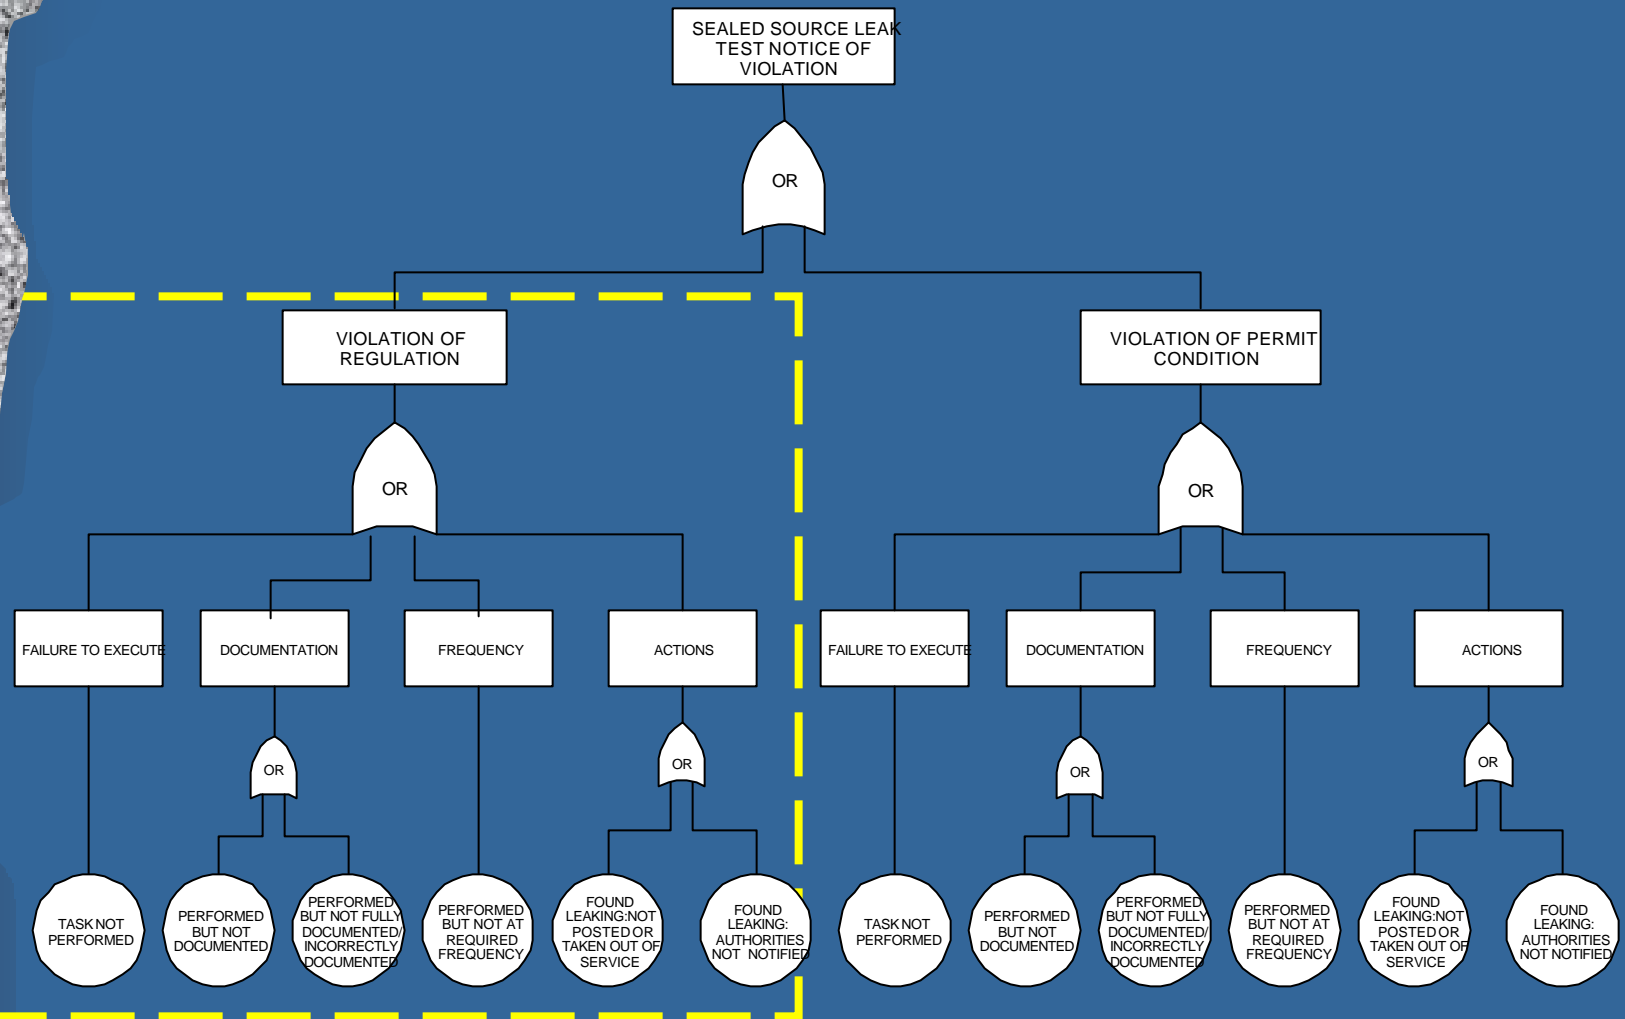 SEALED SOURCE LEAK
TEST NOTICE OF
VIOLATION
OR
VIOLATION OF
REGULATION
VIOLATION OF PERMIT
CONDITION
OR
OR
FAILURE TO EXECUTE
DOCUMENTATION
FREQUENCY
ACTIONS
FAILURE TO EXECUTE
DOCUMENTATION
FREQUENCY
ACTIONS
OR
OR
OR
OR
TASK NOT
PERFORMED
PERFORMED
BUT NOT
DOCUMENTED
PERFORMED
BUT NOT FULLY
DOCUMENTED/
INCORRECTLY
DOCUMENTED
PERFORMED
BUT NOT AT
REQUIRED
FREQUENCY
FOUND
LEAKING:NOT
POSTED OR
TAKEN OUT OF
SERVICE
FOUND
LEAKING:
AUTHORITIES
NOT NOTIFIED
TASK NOT
PERFORMED
PERFORMED
BUT NOT
DOCUMENTED
PERFORMED
BUT NOT FULLY
DOCUMENTED/
INCORRECTLY
DOCUMENTED
PERFORMED
BUT NOT AT
REQUIRED
FREQUENCY
FOUND
LEAKING:NOT
POSTED OR
TAKEN OUT OF
SERVICE
FOUND
LEAKING:
AUTHORITIES
NOT NOTIFIED